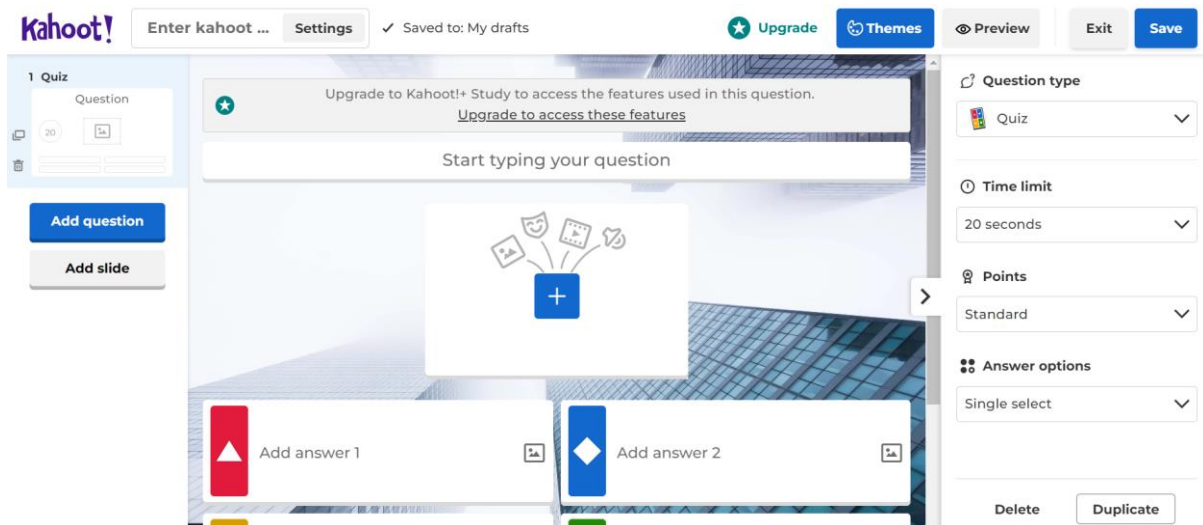 Kahoot!
Enter kahoot ...
Settings
Saved to: My drafts
Upgrade
Themes
Preview
Exit
Save
1 Quiz
Question
20
Add question
Add slide
Upgrade to Kahoot!+ Study to access the features used in this question.
Upgrade to access these features
Start typing your question
Add answer 1
Add answer 2
Question type
Quiz
Time limit
20 seconds
Points
Standard
Answer options
Single select
Delete
Duplicate